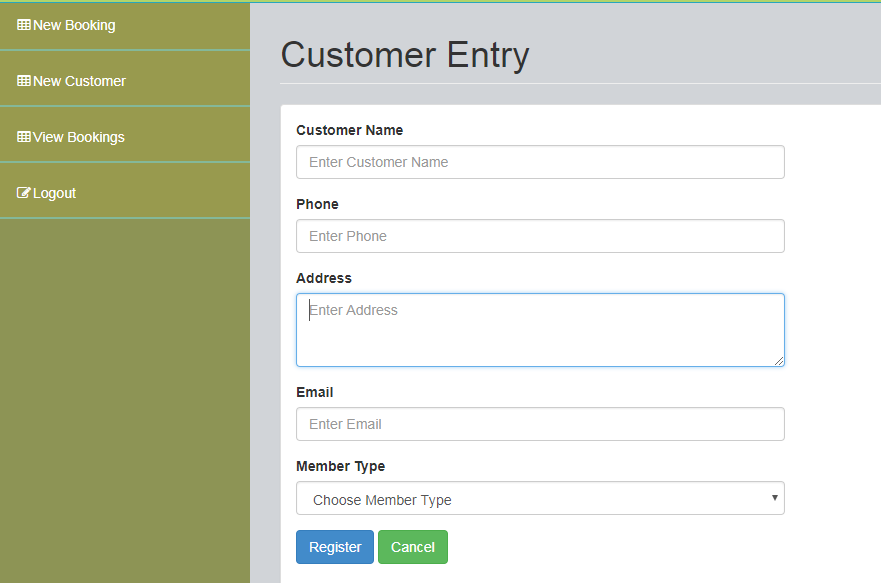 New Booking
New Customer
View Bookings
Logout
Customer Entry
Customer Name
Enter Customer Name
Phone
Enter Phone
Address
Enter Address
Email
Enter Email
Member Type
Choose Member Type
Register Cancel